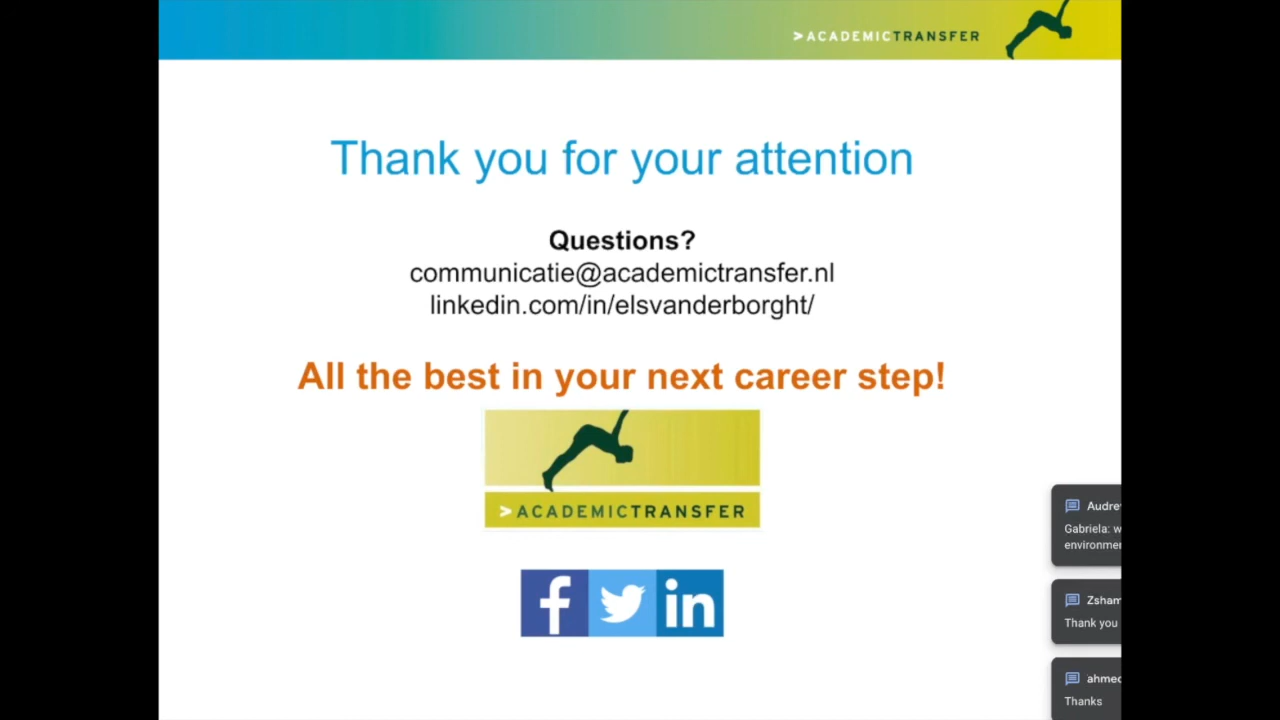 >ACADEMICTRANSFER
Thank you for your attention
Questions?
communicatie@academictransfer.nl
linkedin.com/in/elsvanderborght/
All the best in your next career step!
>ACADEMICTRANSFER
f
in
Gabriela:
Thank you
Thanks